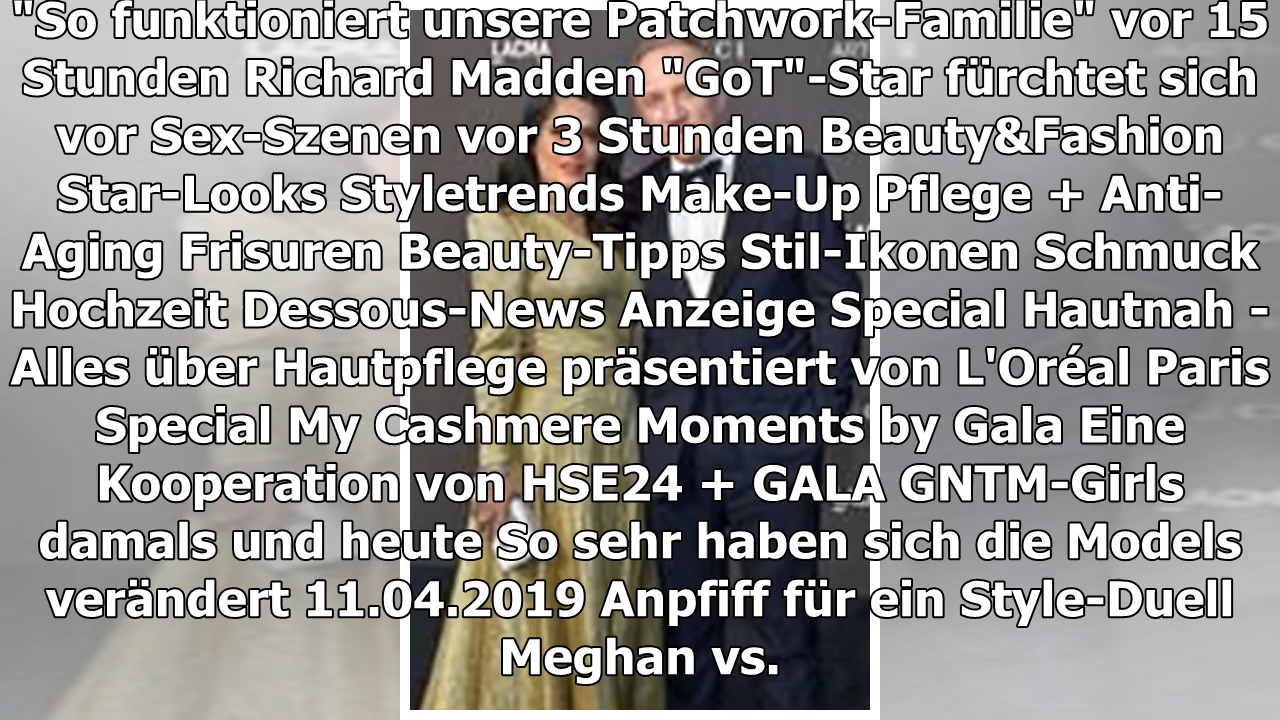 "So funktioniert unsere Patchwork-Familie" vor 15
Stunden Richard Madden "GoT"-Star fürchtet sich
vor Sex-Szenen vor 3 Stunden Beauty&Fashion
Star-Looks Styletrends Make-Up Pflege + Anti-
Aging Frisuren Beauty-Tipps Stil-Ikonen Schmuck
Hochzeit Dessous-News Anzeige Special Hautnah -
Alles über Hautpflege präsentiert von L'Oréal Paris
Special My Cashmere Moments by Gala Eine
Kooperation von HSE24 + GALA GNTM-Girls
damals und heute So sehr haben sich die Models
verändert 11.04.2019 Anpfiff für ein Style-Duell
Meghan vs.
LACMA